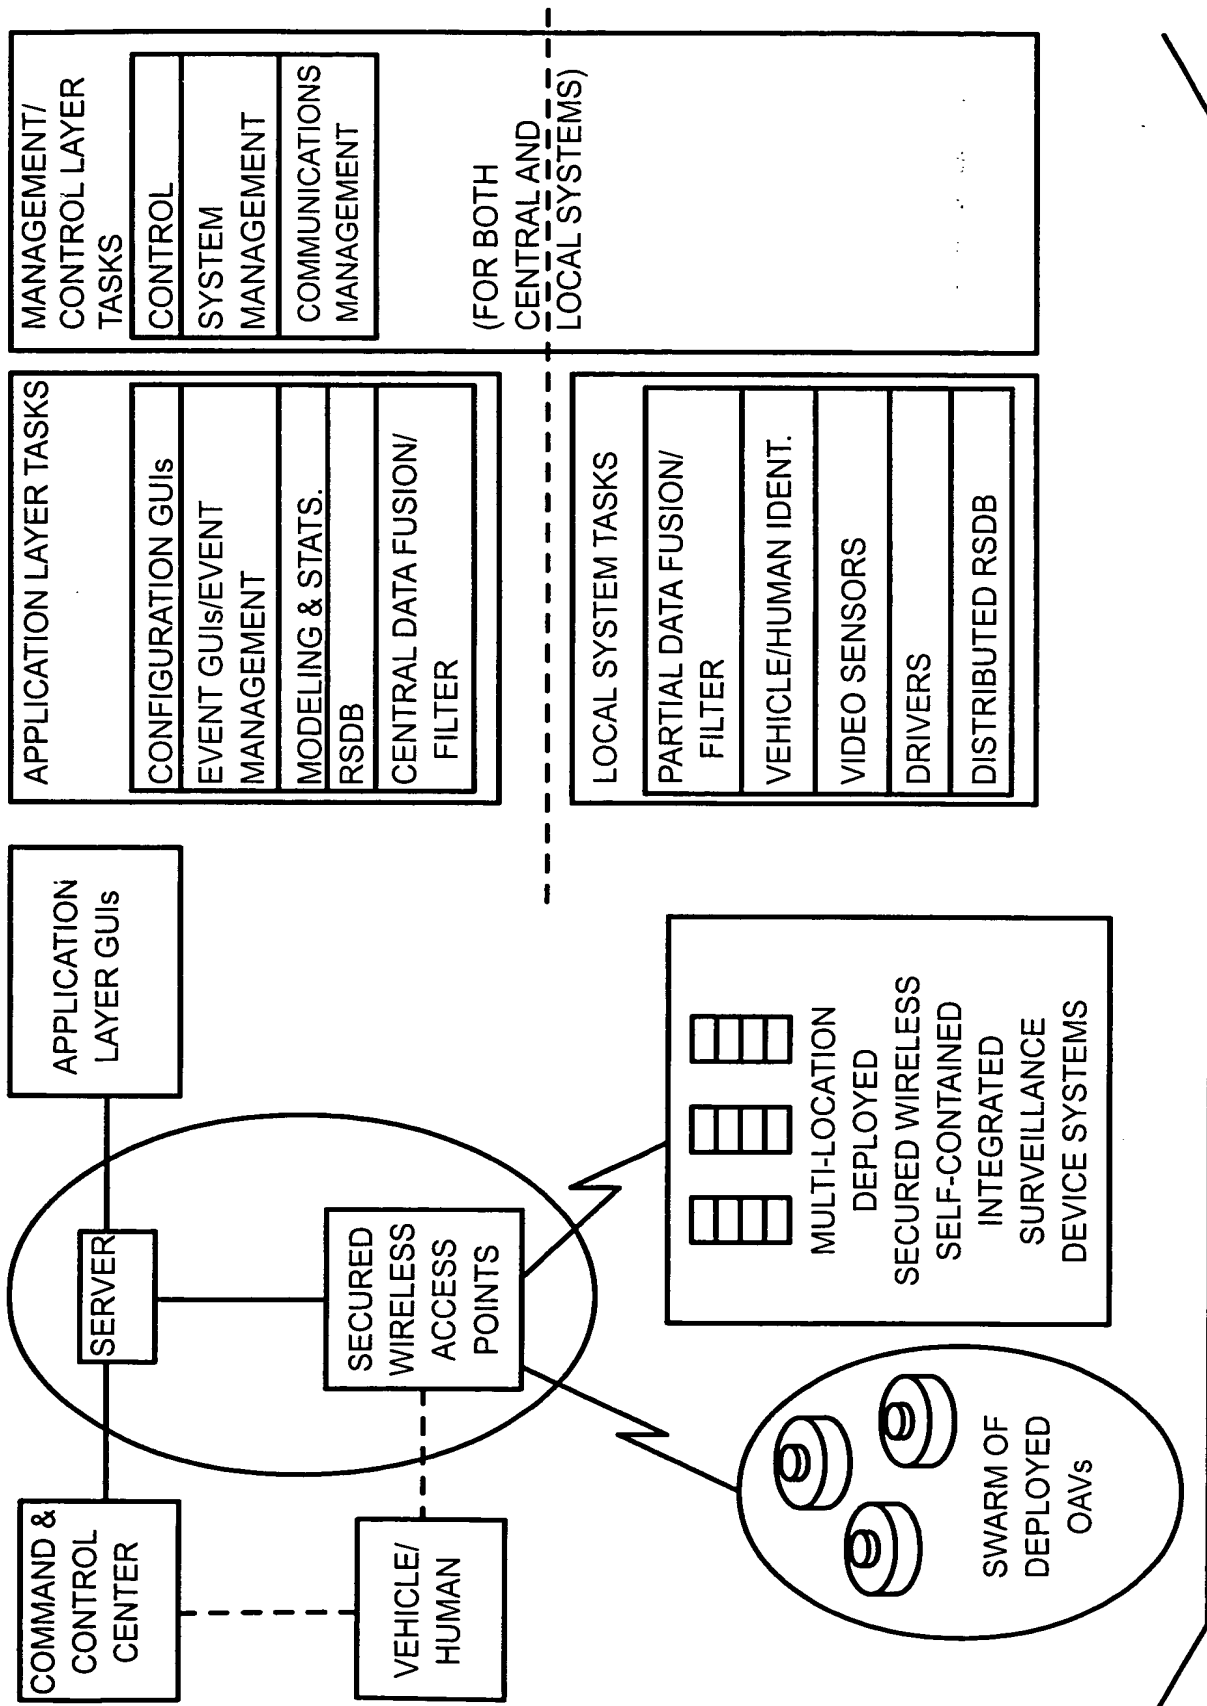 COMMAND &
CONTROL
CENTER
SERVER
APPLICATION
LAYER GUIs
VEHICLE/
HUMAN
SECURED
WIRELESS
ACCESS
POINTS
SWARM OF
DEPLOYED
OAVs
MULTI-LOCATION
DEPLOYED
SECURED WIRELESS
SELF-CONTAINED
INTEGRATED
SURVEILLANCE
DEVICE SYSTEMS
APPLICATION LAYER TASKS
CONFIGURATION GUIs
EVENT GUIs/EVENT
MANAGEMENT
MODELING & STATS.
RSDB
CENTRAL DATA FUSION/
FILTER
LOCAL SYSTEM TASKS
PARTIAL DATA FUSION/
FILTER
VEHICLE/HUMAN IDENT.
VIDEO SENSORS
DRIVERS
DISTRIBUTED RSDB
MANAGEMENT/
CONTROL LAYER
TASKS
CONTROL
SYSTEM
MANAGEMENT
COMMUNICATIONS
MANAGEMENT
(FOR BOTH
CENTRAL AND
LOCAL SYSTEMS)